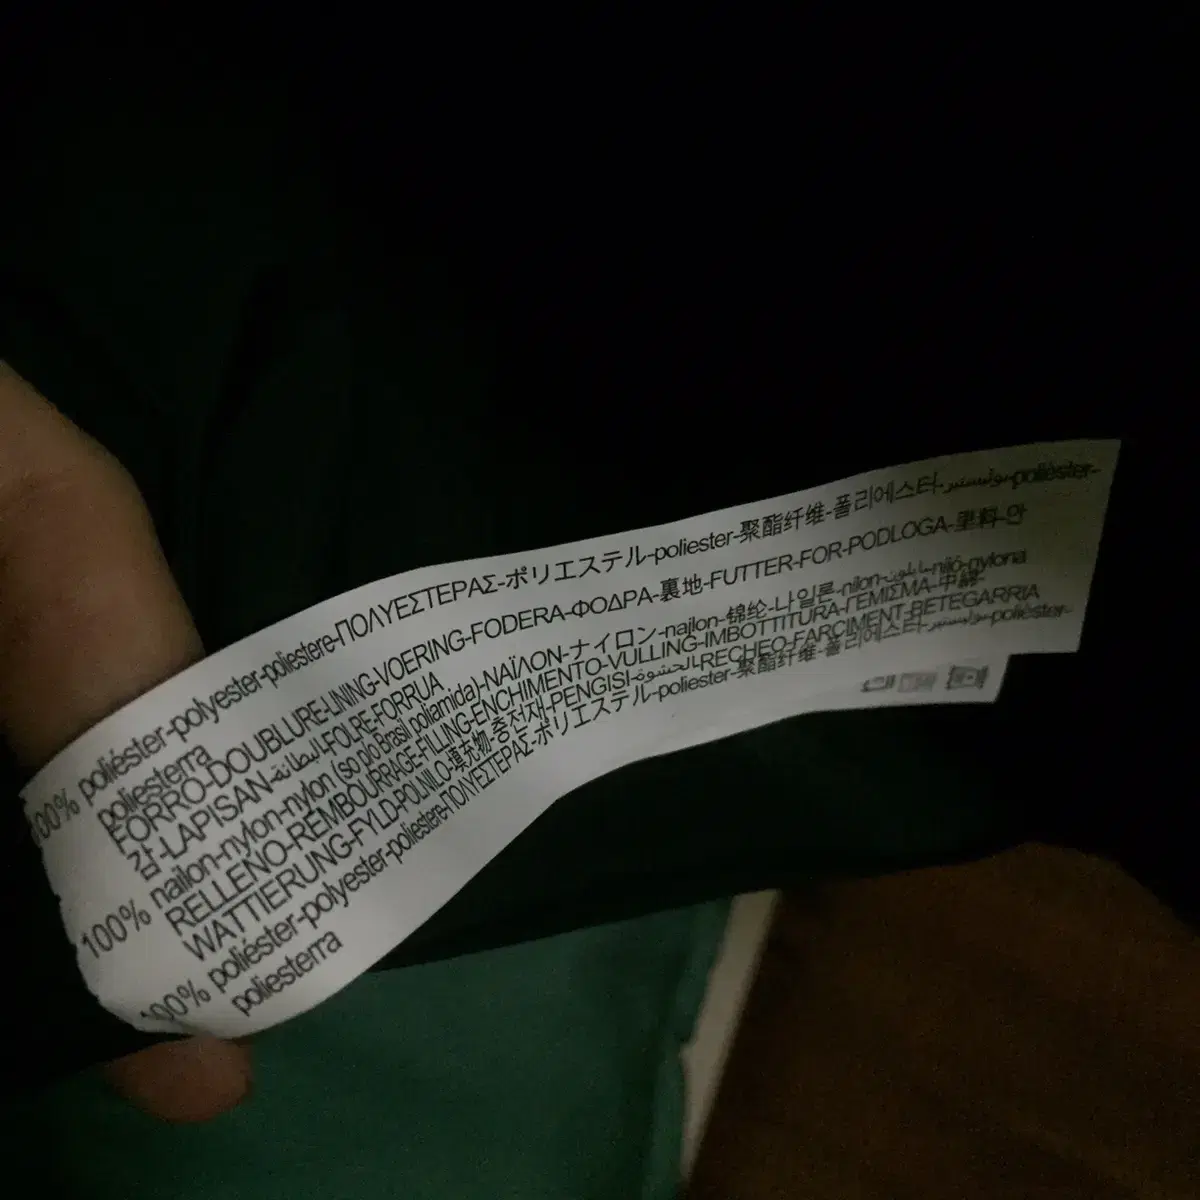 100% poliéster-polyester-poliestere-ΠΟΛΥΕΣΤΕΡΑΣ-ポリエステル-poliester-聚酯纤维-폴리에스터-بوليستير-poliéster-
poliesterra
FORRO-DOUBLURE-LINING-VOERING-FODERA-ΦΟΔΡΑ-裏地-FUTTER-FOR-PODLOGA-里料-안
감-LAPISAN-البطانة-FOLRE-FORRUA
100% nailon-nylon-nylon (so p/o Brasil poliamida)-ΝΑΪΛΟΝ-ナイロン-najlon-锦纶-나일론-nilon-نايلون-niló-nylona
RELLENO-REMBOURRAGE-FILLING-ENCHIMENTO-VULLING-IMBOTTITURA-ΓΕΜΙΣΜΑ-中綿-
WATTIERUNG-FYLD-POLNILO-填充物-충전재-PENGISI-الحشوة-RECHEO-FARCIMENT-BETEGARRIA
100% poliéster-polyester-poliestere-ΠΟΛΥΕΣΤΕΡΑΣ-ポリエステル-poliester-聚酯纤维-폴리에스터-بوليستير-poliéster-
poliesterra